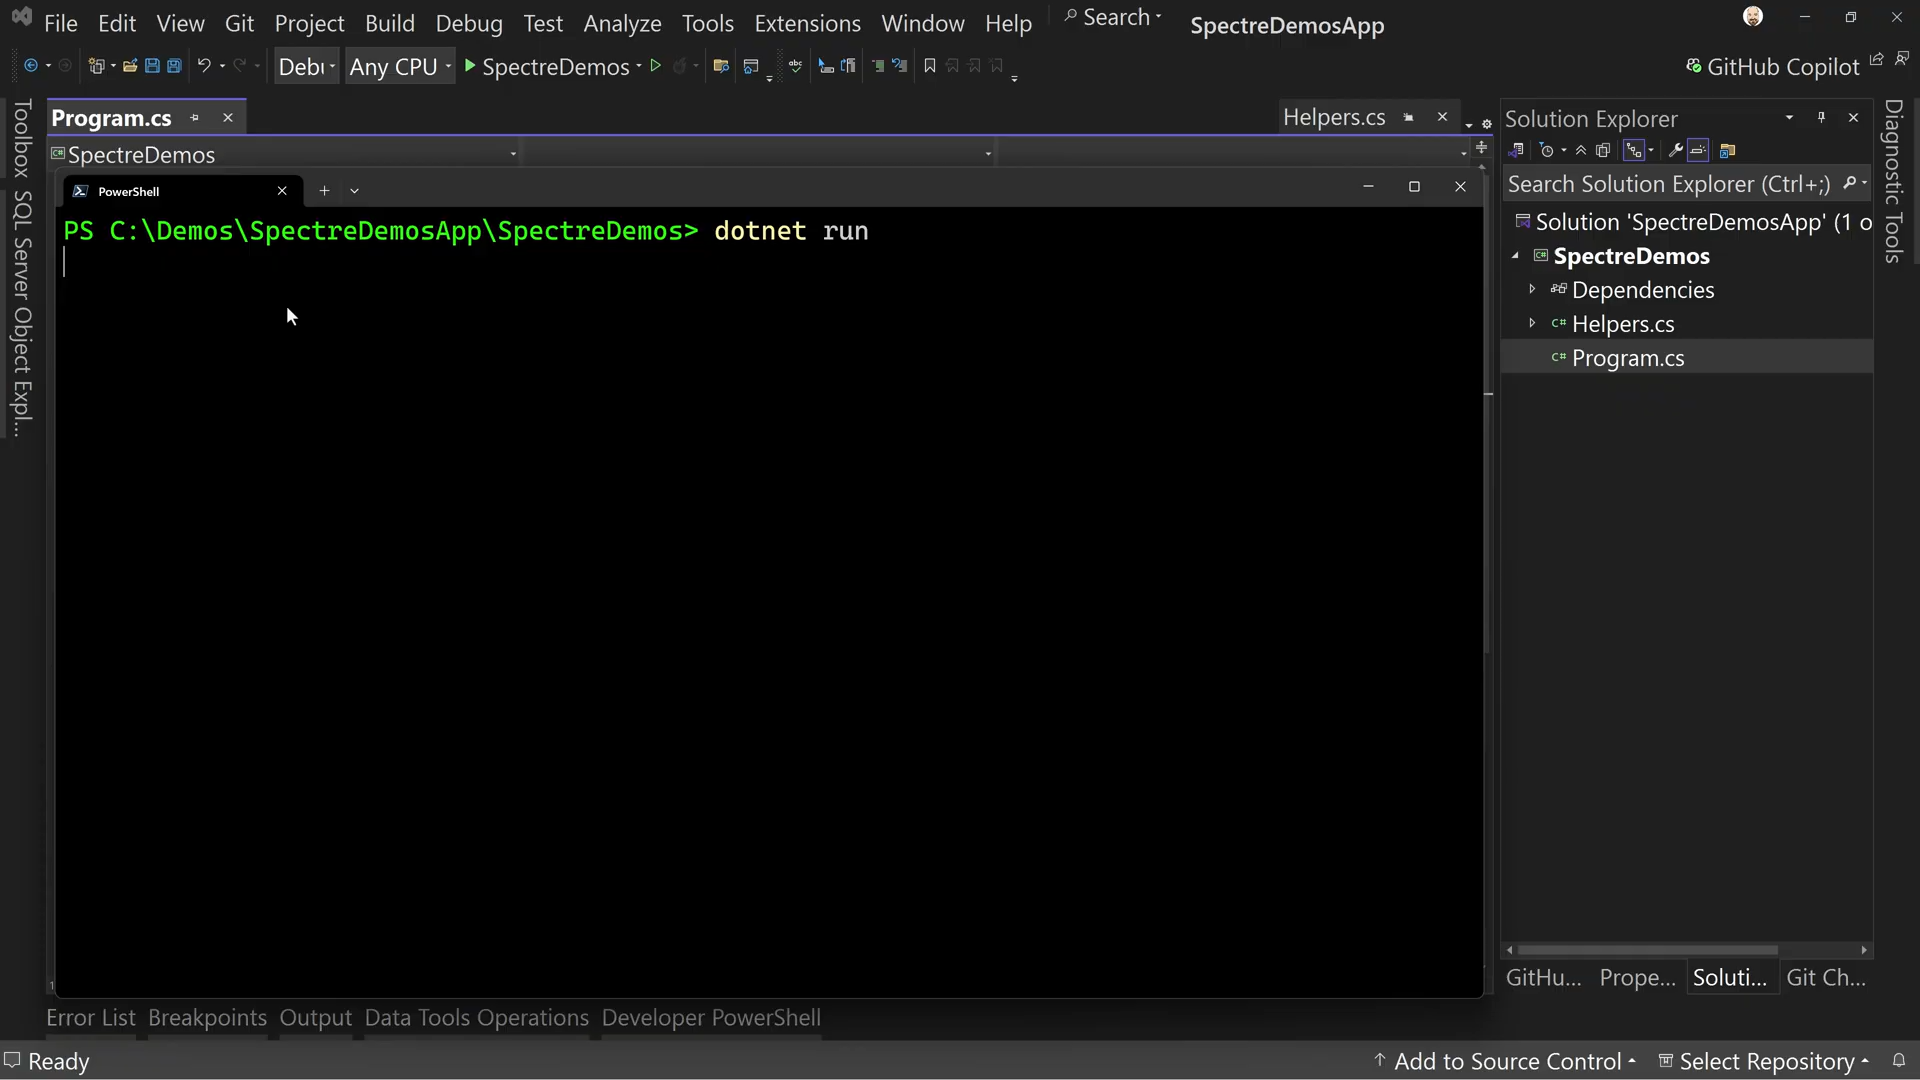 File Edit View Git Project Build Debug Test Analyze Tools Extensions Window Help Search SpectreDemosApp
Any CPU SpectreDemos GitHub Copilot
Program.cs Helpers.cs
SpectreDemos
PowerShell
PS C:\Demos\SpectreDemosApp\SpectreDemos> dotnet run
Toolbox
SQL Server Object Expl...
Solution Explorer
Search Solution Explorer (Ctrl+;)
Solution 'SpectreDemosApp' (1 o
SpectreDemos
Dependencies
C# Helpers.cs
C# Program.cs
Diagnostic Tools
GitHu... Prope... Soluti... Git Ch...
Error List Breakpoints Output Data Tools Operations Developer PowerShell
Ready Add to Source Control Select Repository